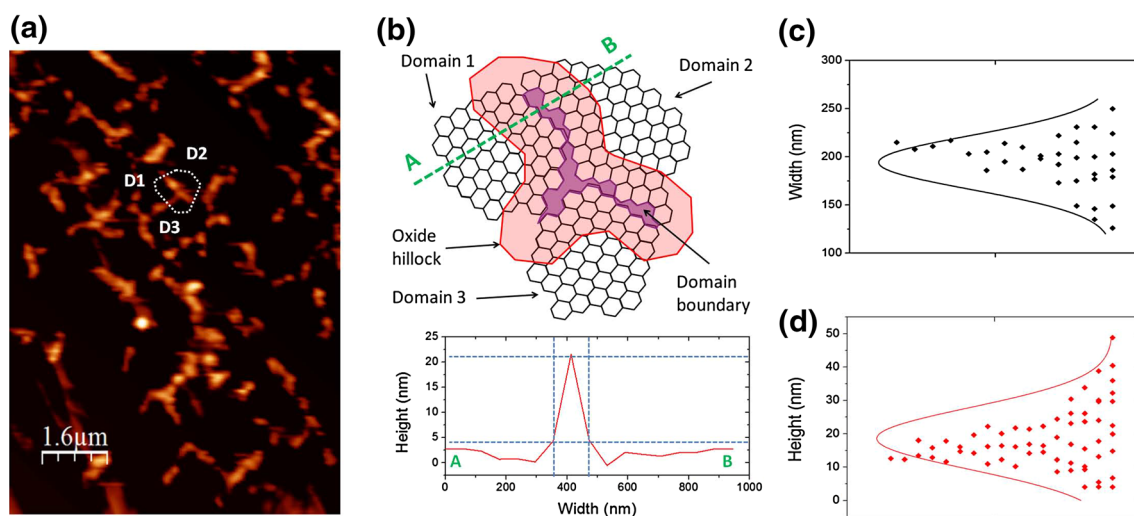 (a)
D2
D1
D3
1.6µm
(b)
B
Domain 1
Domain 2
A
Oxide
hillock
Domain 3
Domain
boundary
25
20
15
10
5
0
Height (nm)
A
B
0 200 400 600 800 1000
Width (nm)
(c)
300
250
200
150
100
Width (nm)
(d)
50
40
30
20
10
0
Height (nm)